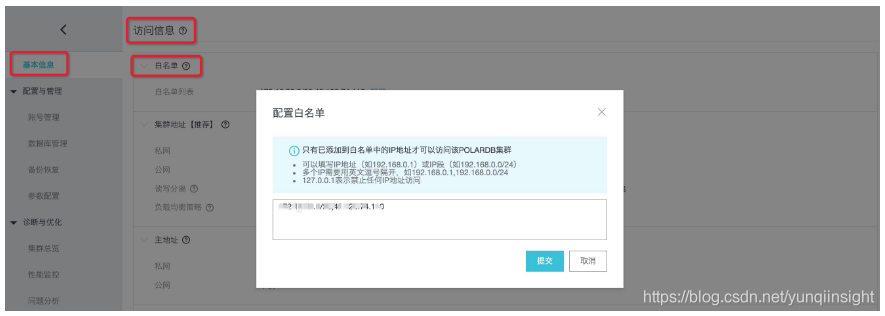 访问信息
基本信息
白名单
配置与管理
白名单列表
账号管理
集群地址【推荐】
数据库管理
私网
备份恢复
公网
参数配置
读写分离
负载均衡策略
诊断与优化
主地址
集群总览
私网
性能监控
公网
问题分析
配置白名单
只有已添加到白名单中的IP地址才可以访问该POLARDB集群
可以填写IP地址（如192.168.0.1）或IP段（如192.168.0.0/24）
多个IP需要用英文逗号隔开，如192.168.0.1,192.168.0.0/24
127.0.0.1表示禁止任何IP地址访问
提交
取消
https://blog.csdn.net/yunqiinsight